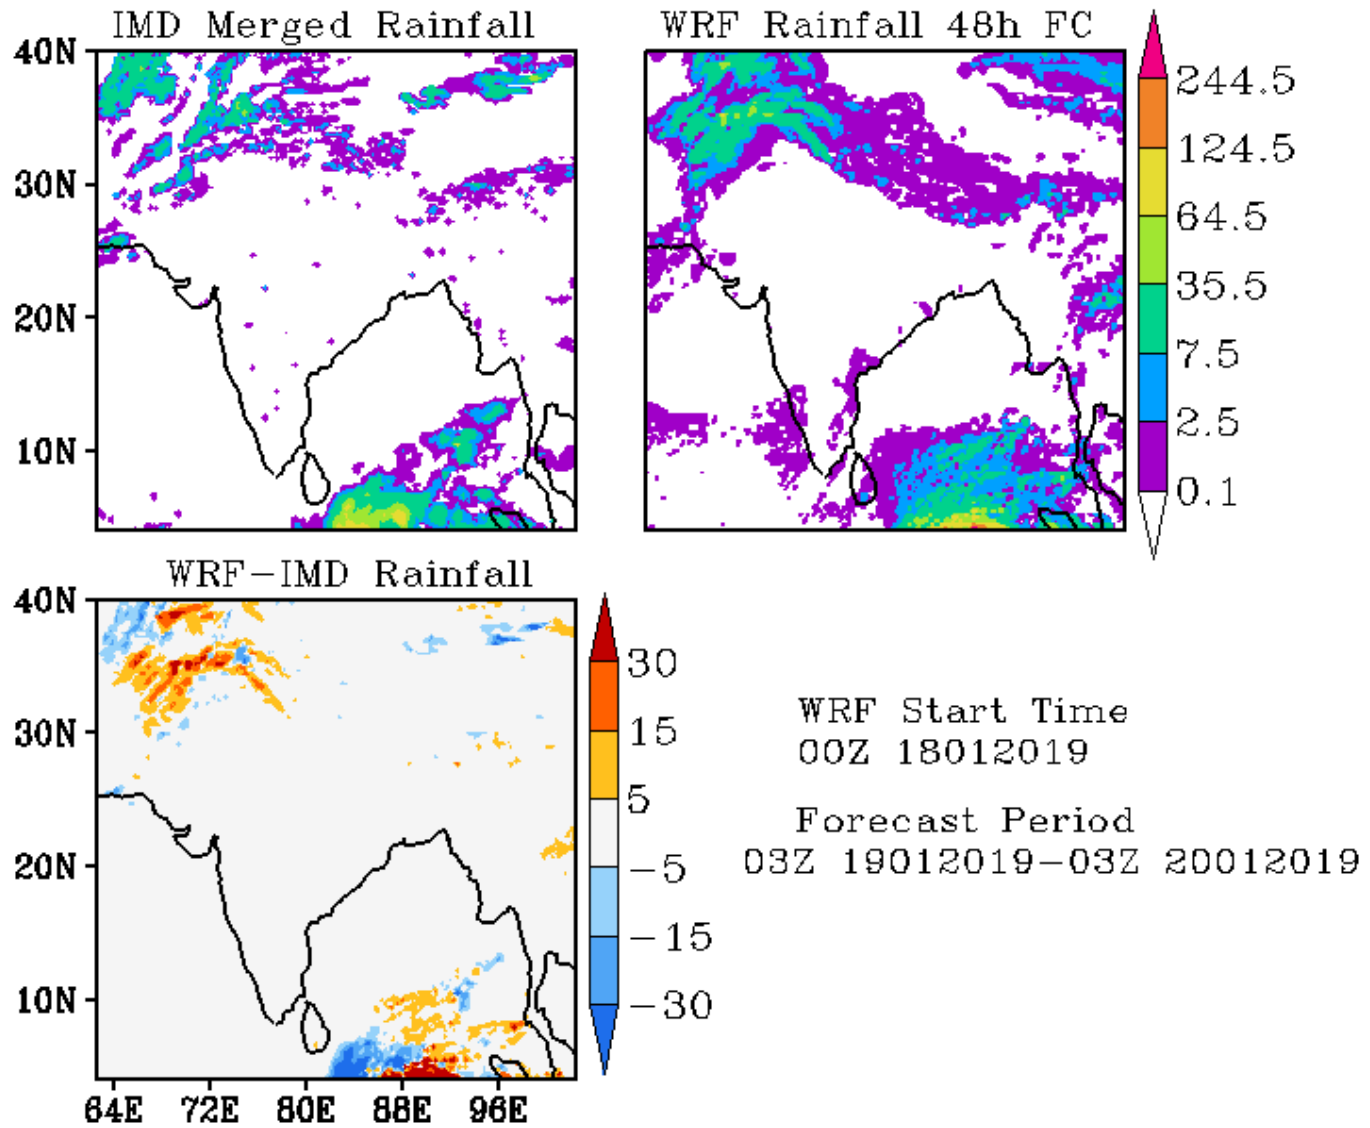 IMD Merged Rainfall
WRF Rainfall 48h FC
40N
30N
20N
10N
244.5
124.5
64.5
35.5
7.5
2.5
0.1
WRF-IMD Rainfall
40N
30N
20N
10N
64E 72E 80E 88E 96E
30
15
5
-5
-15
-30
WRF Start Time
00Z 18012019
Forecast Period
03Z 19012019-03Z 20012019